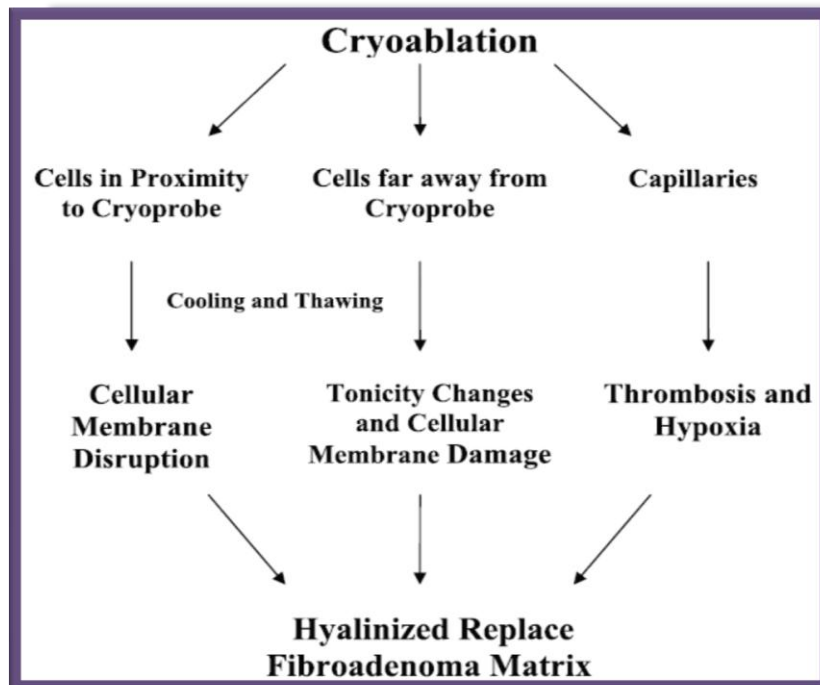 Cryoablation
Cells in Proximity
to Cryoprobe
Cells far away from
Cryoprobe
Capillaries
Cooling and Thawing
Cellular
Membrane
Disruption
Tonicity Changes
and Cellular
Membrane Damage
Thrombosis and
Hypoxia
Hyalinized Replace
Fibroadenoma Matrix